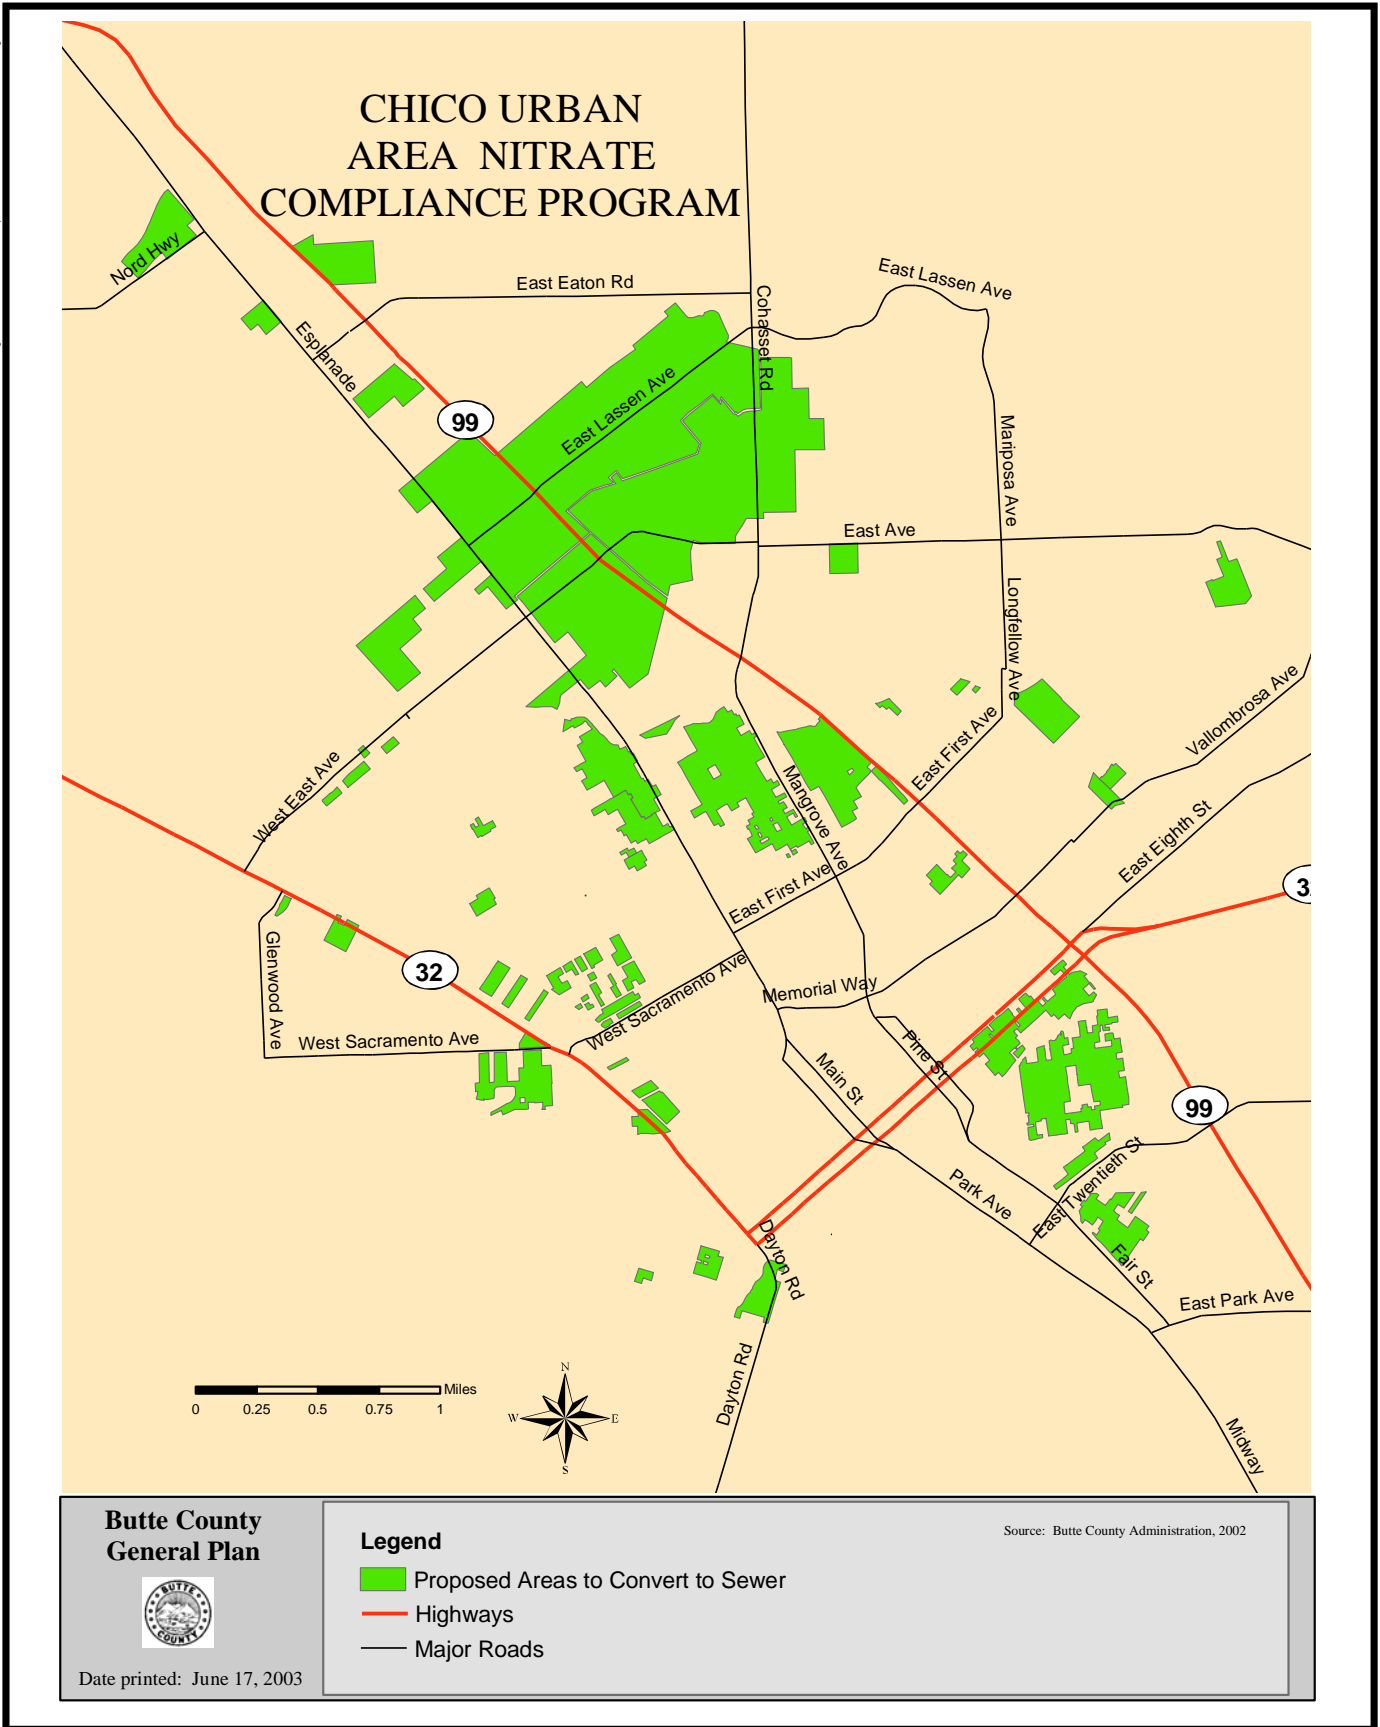 CHICO URBAN
AREA NITRATE
COMPLIANCE PROGRAM
Nord Hwy
East Eaton Rd
East Lassen Ave
Cohasset Rd
Esplanade
East Lassen Ave
99
Mariposa Ave
East Ave
Longfellow Ave
Vallombrosa Ave
East First Ave
West East Ave
Mangrove Ave
East Eighth St
East First Ave
3
Glenwood Ave
32
West Sacramento Ave
Memorial Way
West Sacramento Ave
Pine St
Main St
99
Park Ave
East Twentieth St
Dayton Rd
Fair St
East Park Ave
Dayton Rd
Midway
Miles
0 0.25 0.5 0.75 1
N
W E
S
Butte County
General Plan
BUTTE
COUNTY
Date printed: June 17, 2003
Legend
Source: Butte County Administration, 2002
Proposed Areas to Convert to Sewer
Highways
Major Roads